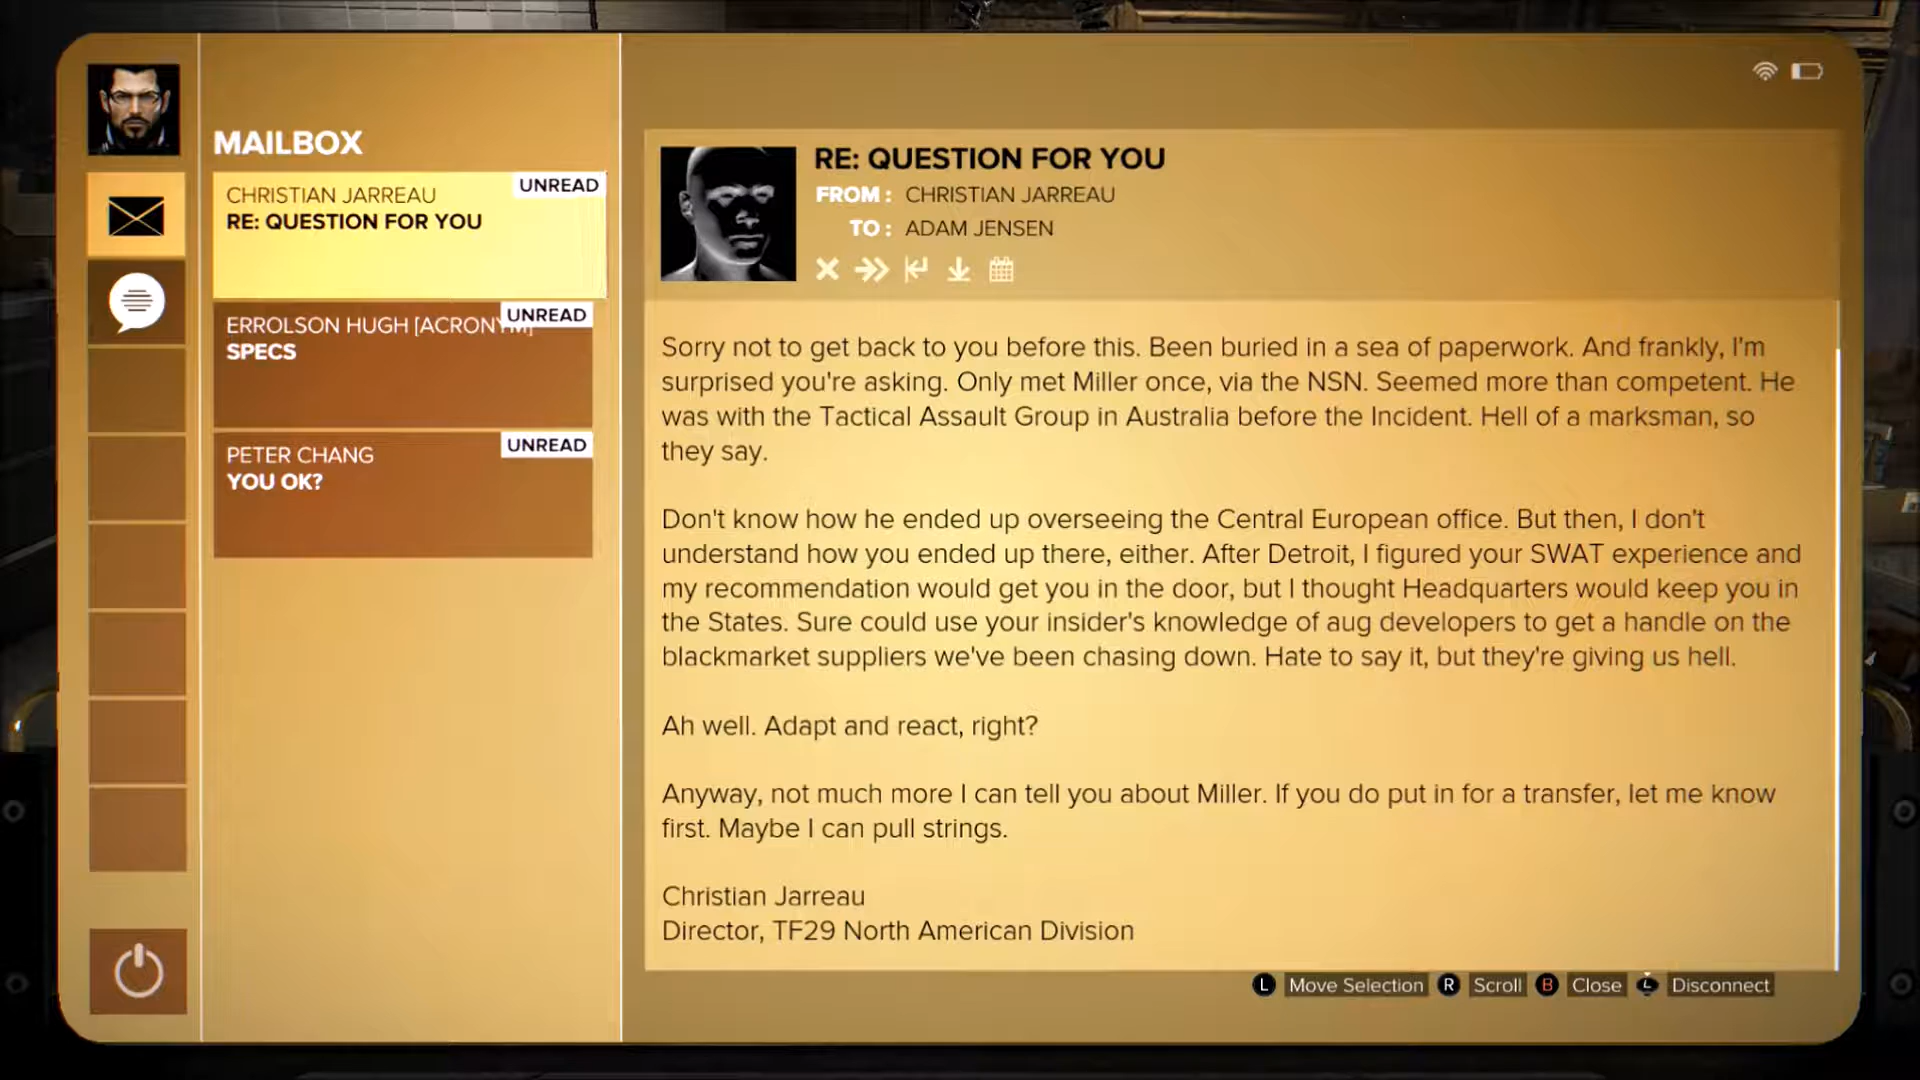 MAILBOX
CHRISTIAN JARREAU
UNREAD
RE: QUESTION FOR YOU
ERROLSON HUGH [ACRONYM]
UNREAD
SPECS
PETER CHANG
UNREAD
YOU OK?
RE: QUESTION FOR YOU
FROM : CHRISTIAN JARREAU
TO : ADAM JENSEN
Sorry not to get back to you before this. Been buried in a sea of paperwork. And frankly, I'm
surprised you're asking. Only met Miller once, via the NSN. Seemed more than competent. He
was with the Tactical Assault Group in Australia before the Incident. Hell of a marksman, so
they say.
Don't know how he ended up overseeing the Central European office. But then, I don't
understand how you ended up there, either. After Detroit, I figured your SWAT experience and
my recommendation would get you in the door, but I thought Headquarters would keep you in
the States. Sure could use your insider's knowledge of aug developers to get a handle on the
blackmarket suppliers we've been chasing down. Hate to say it, but they're giving us hell.
Ah well. Adapt and react, right?
Anyway, not much more I can tell you about Miller. If you do put in for a transfer, let me know
first. Maybe I can pull strings.
Christian Jarreau
Director, TF29 North American Division
L Move Selection R Scroll B Close L Disconnect